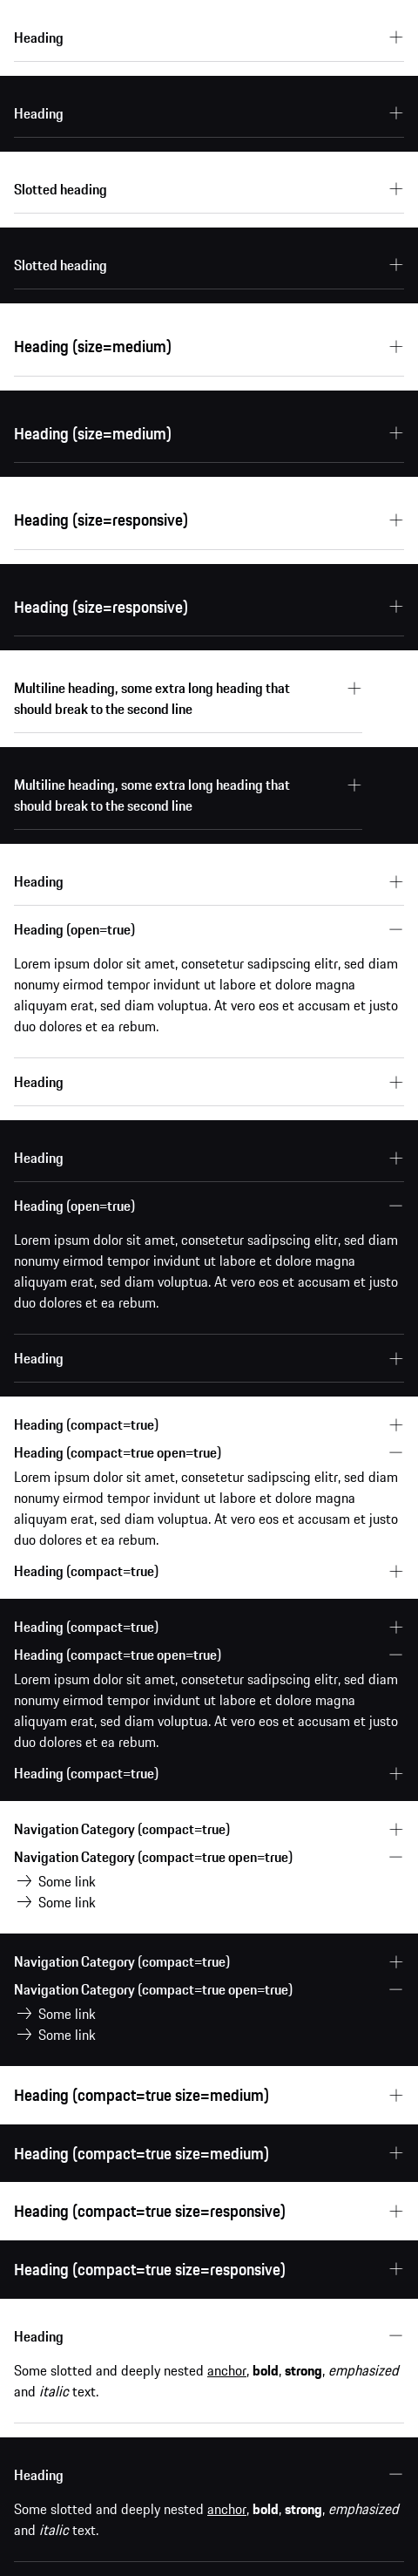 Heading
Heading
Slotted heading
Slotted heading
Heading (size=medium)
Heading (size=medium)
Heading (size=responsive)
Heading (size=responsive)
Multiline heading, some extra long heading that
should break to the second line
Multiline heading, some extra long heading that
should break to the second line
Heading
Heading (open=true)
Lorem ipsum dolor sit amet, consetetur sadipscing elitr, sed diam
nonumy eirmod tempor invidunt ut labore et dolore magna
aliquyam erat, sed diam voluptua. At vero eos et accusam et justo
duo dolores et ea rebum.
Heading
Heading
Heading (open=true)
Lorem ipsum dolor sit amet, consetetur sadipscing elitr, sed diam
nonumy eirmod tempor invidunt ut labore et dolore magna
aliquyam erat, sed diam voluptua. At vero eos et accusam et justo
duo dolores et ea rebum.
Heading
Heading (compact=true)
Heading (compact=true open=true)
Lorem ipsum dolor sit amet, consetetur sadipscing elitr, sed diam
nonumy eirmod tempor invidunt ut labore et dolore magna
aliquyam erat, sed diam voluptua. At vero eos et accusam et justo
duo dolores et ea rebum.
Heading (compact=true)
Heading (compact=true)
Heading (compact=true open=true)
Lorem ipsum dolor sit amet, consetetur sadipscing elitr, sed diam
nonumy eirmod tempor invidunt ut labore et dolore magna
aliquyam erat, sed diam voluptua. At vero eos et accusam et justo
duo dolores et ea rebum.
Heading (compact=true)
Navigation Category (compact=true)
Navigation Category (compact=true open=true)
Some link
Some link
Navigation Category (compact=true)
Navigation Category (compact=true open=true)
Some link
Some link
Heading (compact=true size=medium)
Heading (compact=true size=medium)
Heading (compact=true size=responsive)
Heading (compact=true size=responsive)
Heading
Some slotted and deeply nested anchor, bold, strong, emphasized
and italic text.
Heading
Some slotted and deeply nested anchor, bold, strong, emphasized
and italic text.